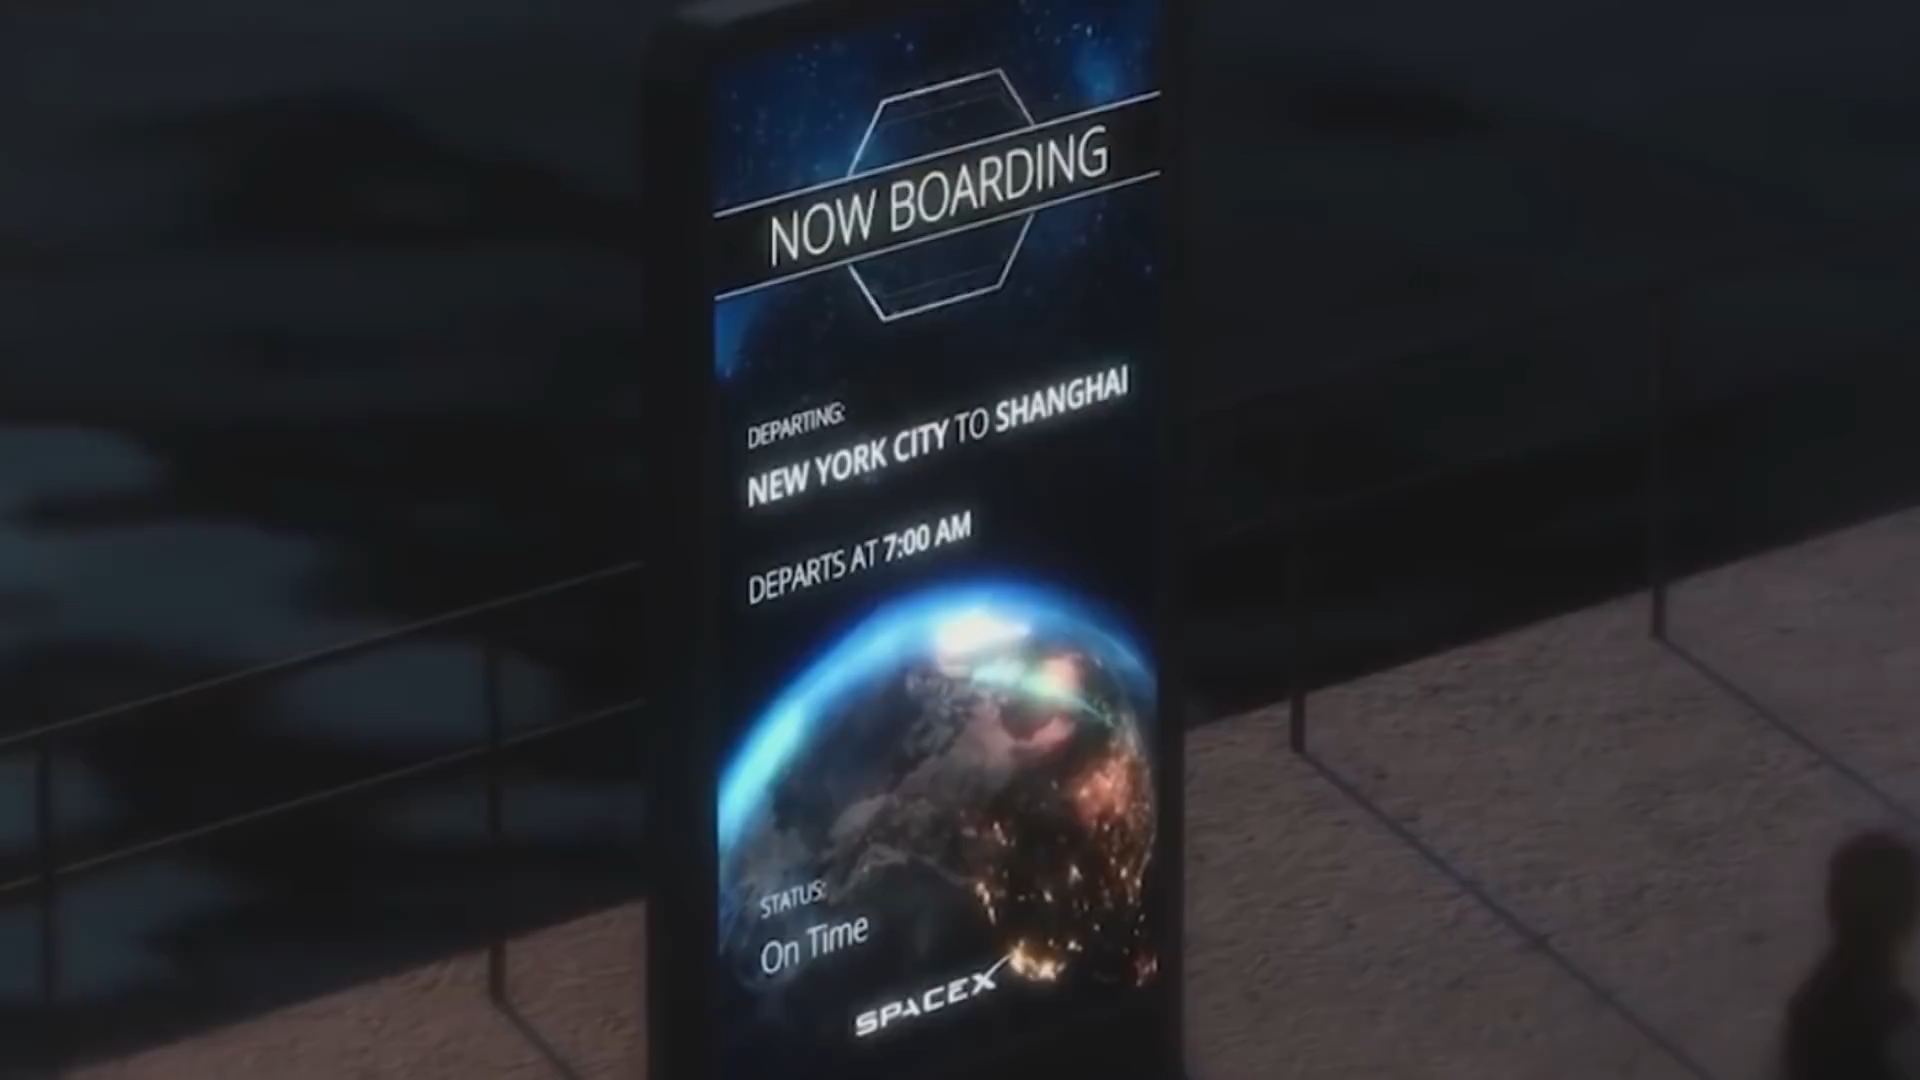 NOW BOARDING
DEPARTING:
NEW YORK CITY TO SHANGHAI
DEPARTS AT 7:00 AM
STATUS:
On Time
SPACEX